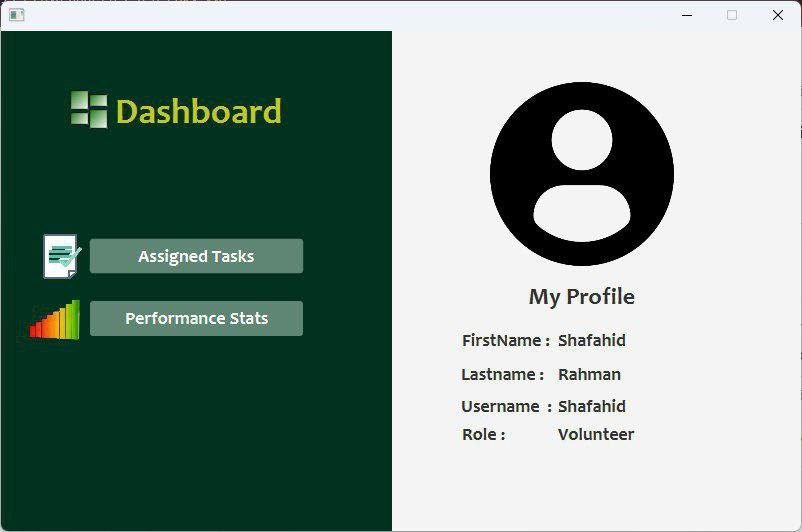 Dashboard
Assigned Tasks
Performance Stats
My Profile
FirstName : Shafahid
Lastname : Rahman
Username : Shafahid
Role : Volunteer